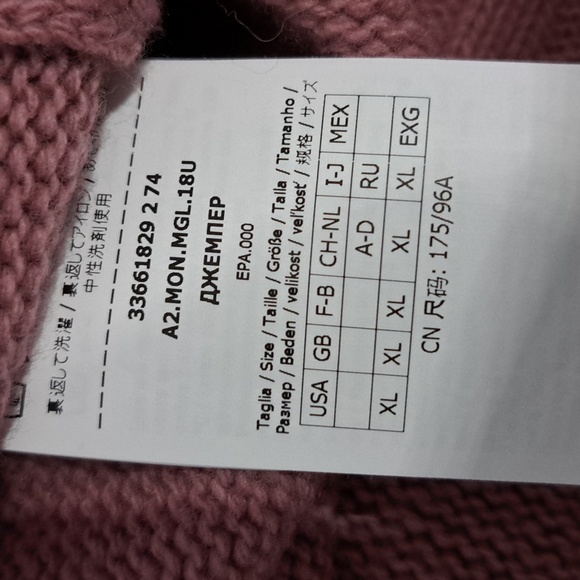 裏返して洗濯 / 裏返してアイロン /
中性洗剤使用
33661829 2 74
A2.MON.MGL.18U
ДЖЕМПЕР
EPA.000
Taglia / Size / Taille / Größe / Talla / Tamanho /
Размер / Beden / velikost / veľkosť / 规格 / サイズ
USA GB F-B CH-NL I-J MEX
A-D RU
XL XL XL XL XL EXG
CN 尺码: 175/96A